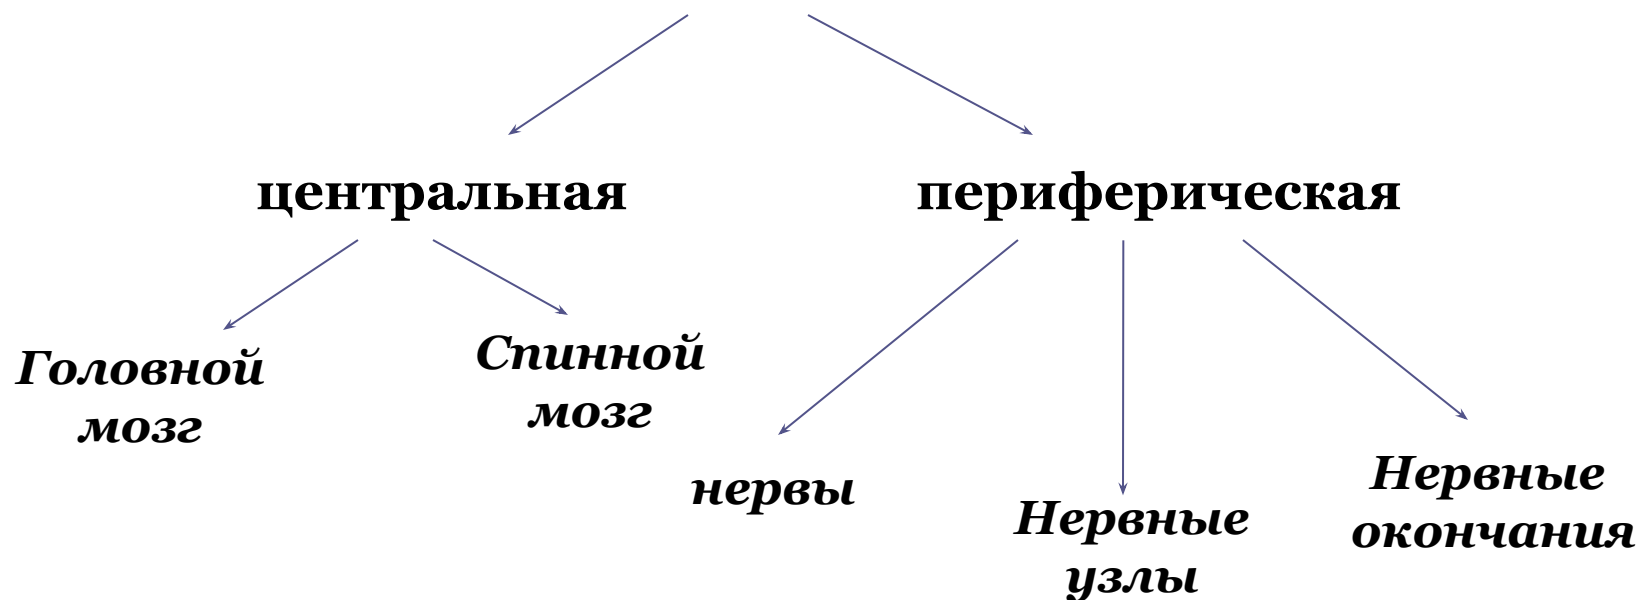 центральная
периферическая
Головной
мозг
Спинной
мозг
нервы
Нервные
узлы
Нервные
окончания